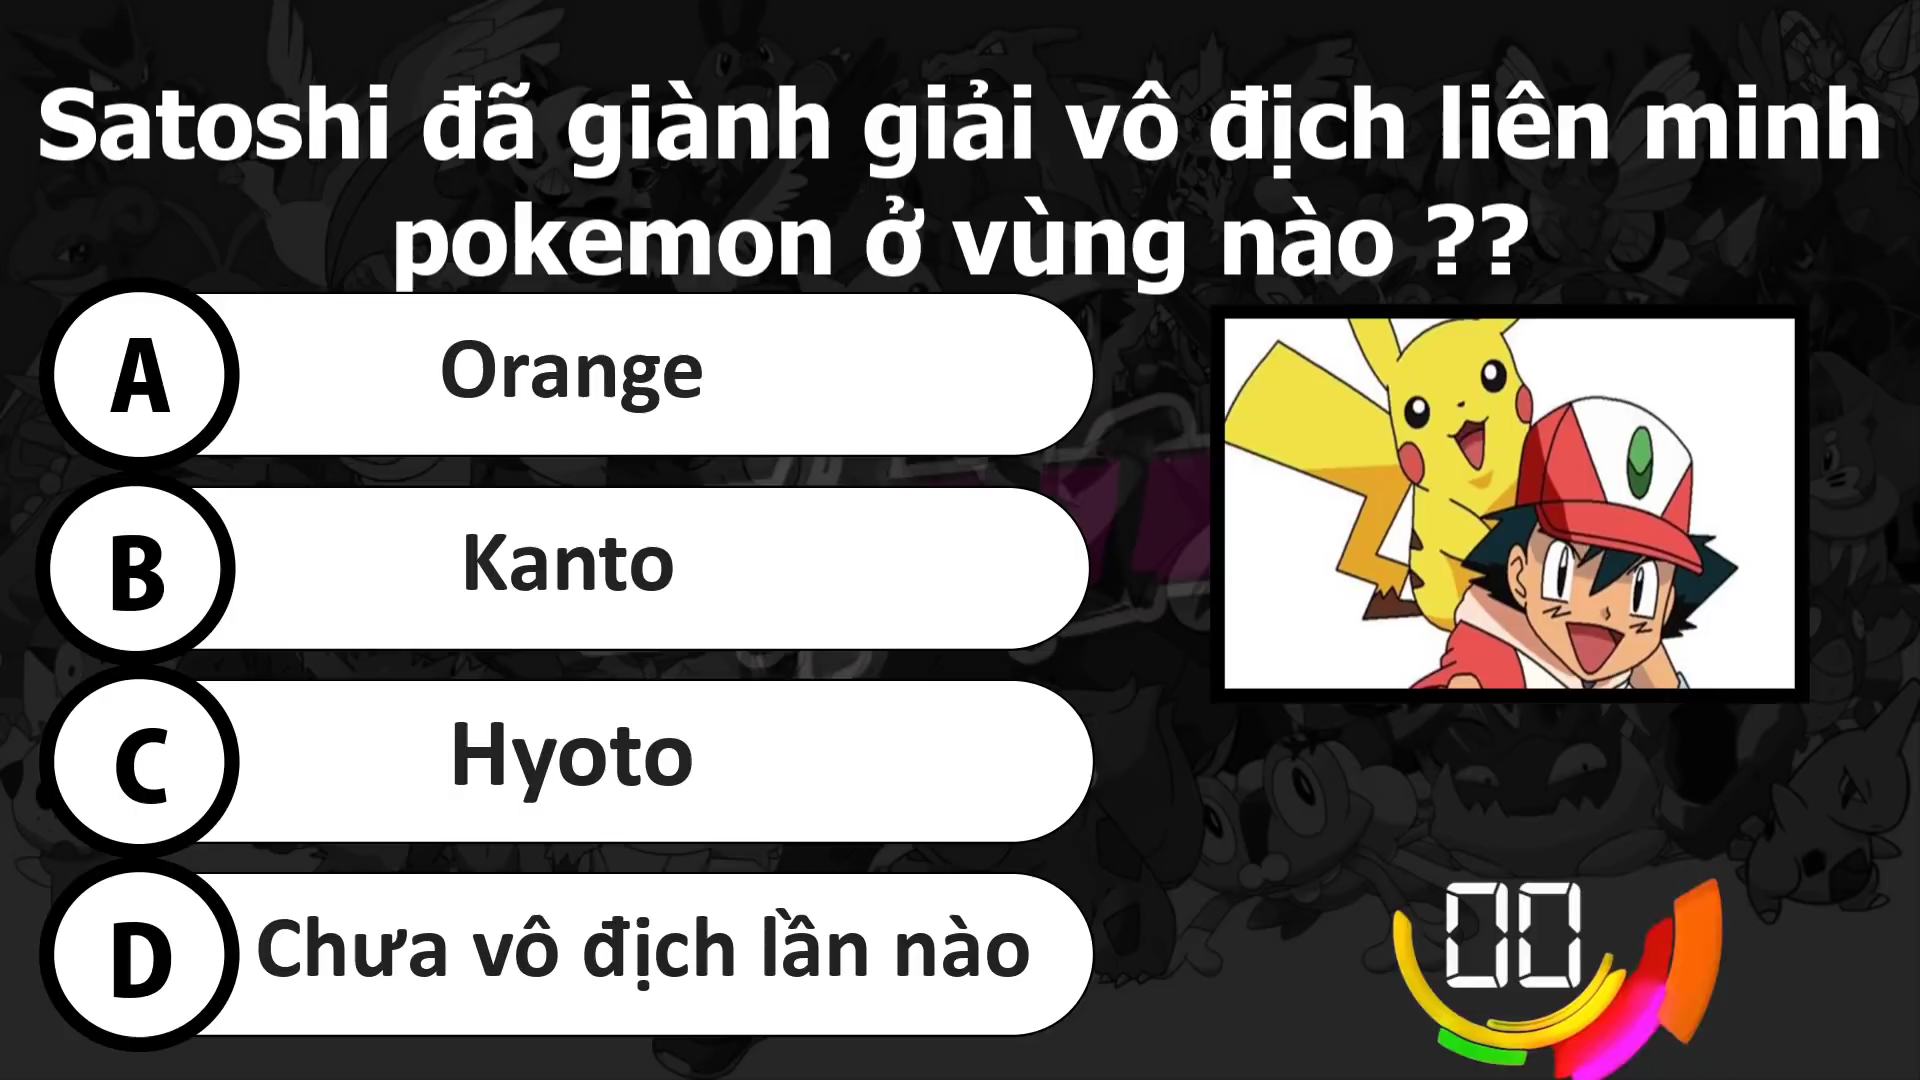 Satoshi đã giành giải vô địch liên minh
pokemon ở vùng nào ??
A Orange
B Kanto
C Hyoto
D Chưa vô địch lần nào
00